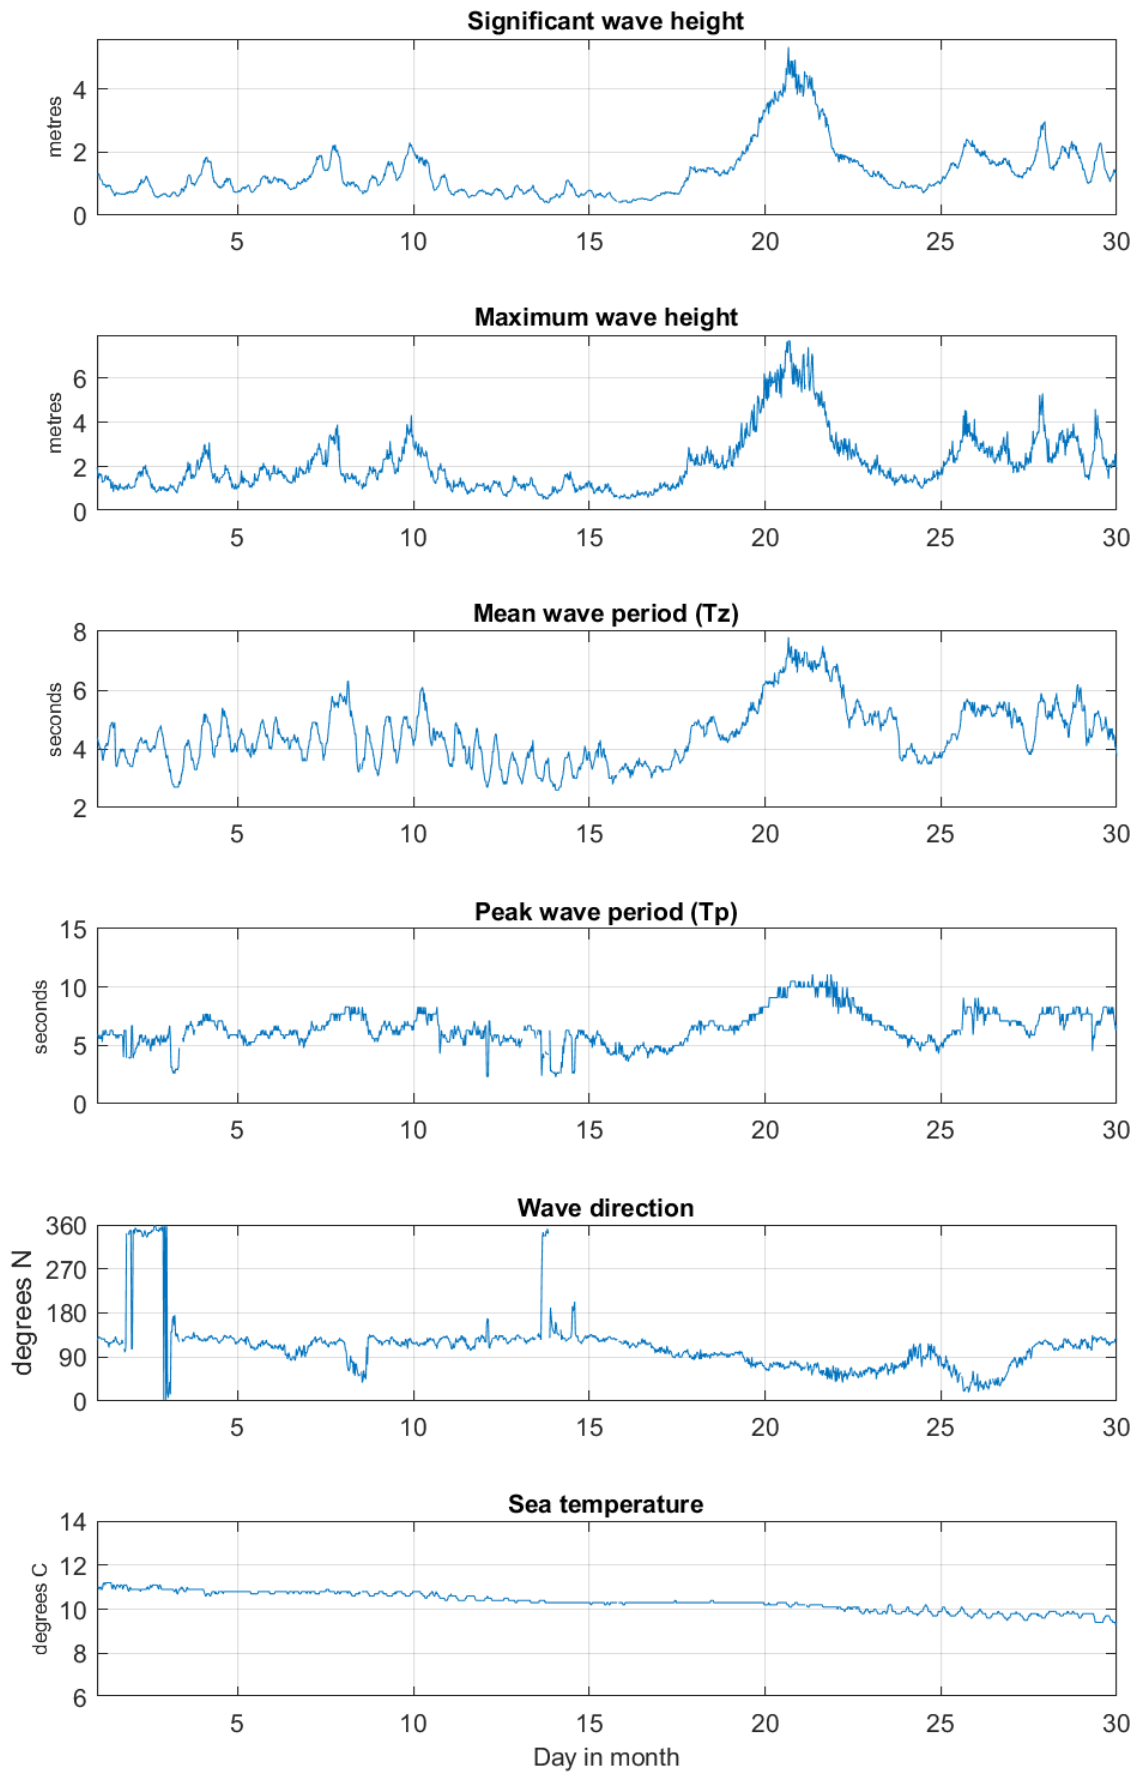 Significant wave height
metres
4
2
0
5 10 15 20 25 30
Maximum wave height
metres
6
4
2
0
5 10 15 20 25 30
Mean wave period (Tz)
seconds
8
6
4
2
5 10 15 20 25 30
Peak wave period (Tp)
seconds
15
10
5
0
5 10 15 20 25 30
Wave direction
degrees N
360
270
180
90
0
5 10 15 20 25 30
Sea temperature
degrees C
14
12
10
8
6
5 10 15 20 25 30
Day in month